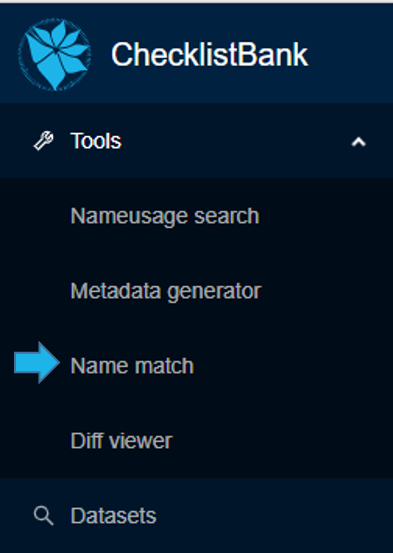 ChecklistBank
Tools
Nameusage search
Metadata generator
Name match
Diff viewer
Datasets